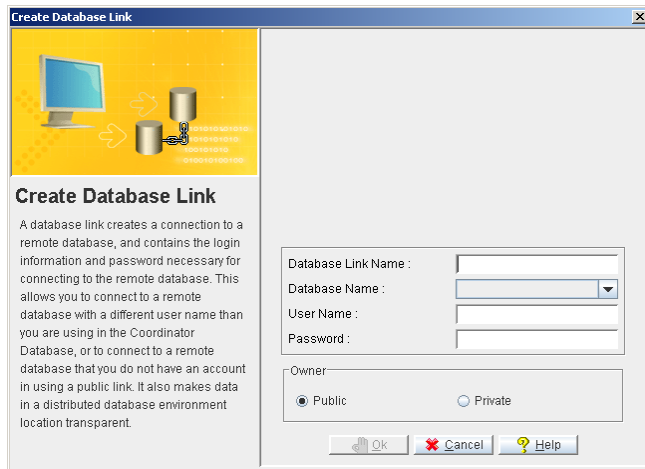 Create Database Link
010101010101
Create Database Link
A database link creates a connection to a
remote database, and contains the login
information and password necessary for
connecting to the remote database. This
allows you to connect to a remote
database with a different user name than
you are using in the Coordinator
Database, or to connect to a remote
database that you do not have an account
in using a public link. It also makes data
in a distributed database environment
location transparent.
Database Link Name :
Database Name :
User Name :
Password :
Owner
Public
Private
Ok
Cancel
Help